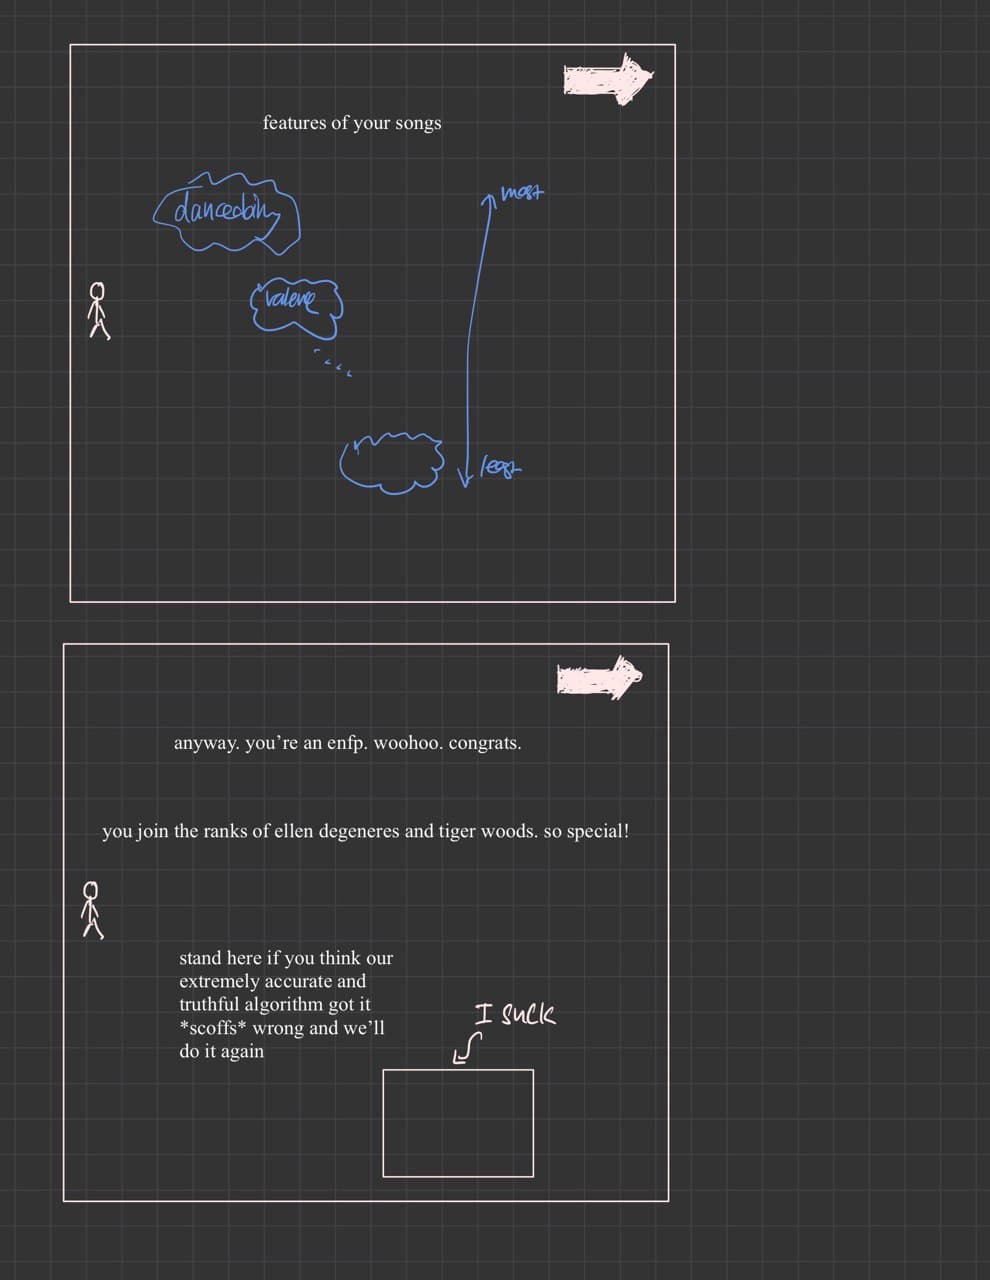 features of your songs
most
valence
least
anyway. you're an enfp. woohoo. congrats.
you join the ranks of ellen degeneres and tiger woods. so special!
stand here if you think our
extremely accurate and
truthful algorithm got it
*scoffs* wrong and we'll
do it again
I suck